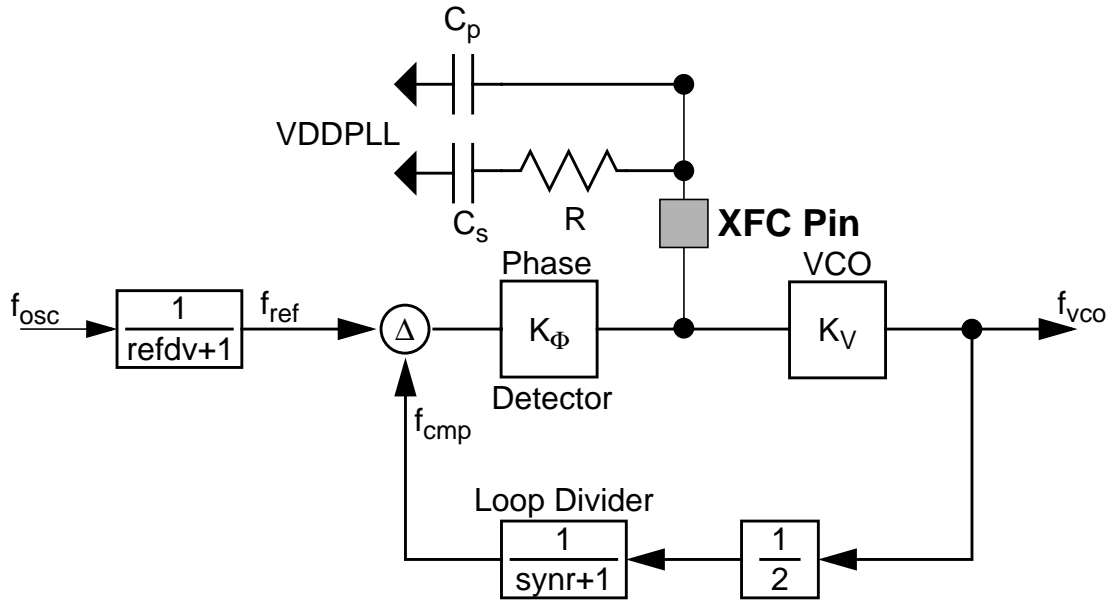 Cp
VDDPLL
Cs
R
XFC Pin
Phase
VCO
fosc
1
refdv+1
fref
Δ
KΦ
KV
fvco
Detector
fcmp
Loop Divider
1
synr+1
1
2